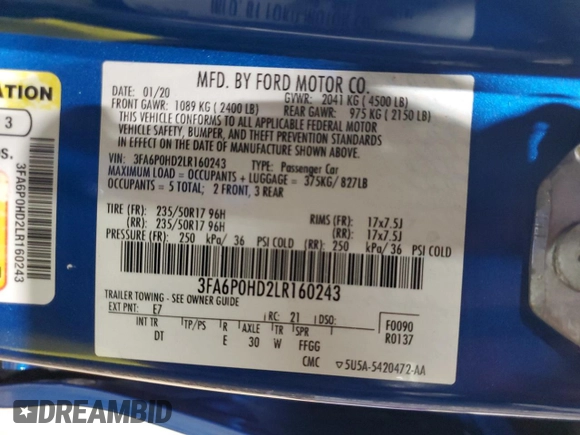 MFD. BY FORD MOTOR CO.
DATE: 01/20 GVWR: 2041 KG (4500 LB)
FRONT GAWR: 1089 KG (2400 LB) REAR GAWR: 975 KG (2150 LB)
THIS VEHICLE CONFORMS TO ALL APPLICABLE FEDERAL MOTOR
VEHICLE SAFETY, BUMPER, AND THEFT PREVENTION STANDARDS
IN EFFECT ON THE DATE OF MANUFACTURE SHOWN ABOVE.
VIN: 3FA6P0HD2LR160243 TYPE: Passenger Car
MAXIMUM LOAD = OCCUPANTS + LUGGAGE = 375KG/827LB
OCCUPANTS = 5 TOTAL; 2 FRONT, 3 REAR
TIRE (FR): 235/50R17 96H RIMS (FR): 17x7.5J
(RR): 235/50R17 96H (RR): 17x7.5J
PRESSURE (FR): 250 kPa/ 36 PSI COLD (RR): 250 kPa/ 36 PSI COLD
3FA6P0HD2LR160243
TRAILER TOWING - SEE OWNER GUIDE
EXT PNT: E7 RC: 21 DSO: F0090
INT TR TP/PS R AXLE TR SPR R0137
DT E 30 W FFGG
CMC ▽5U5A-5420472-AA
ATION
3
NS.
3FA6P0HD2LR160243
DREAMBID